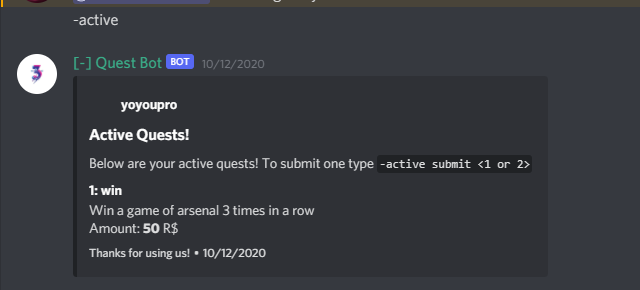 -active
[-] Quest Bot BOT 10/12/2020
3
yoyoupro
Active Quests!
Below are your active quests! To submit one type -active submit <1 or 2>
1: win
Win a game of arsenal 3 times in a row
Amount: 50 R$
Thanks for using us! • 10/12/2020